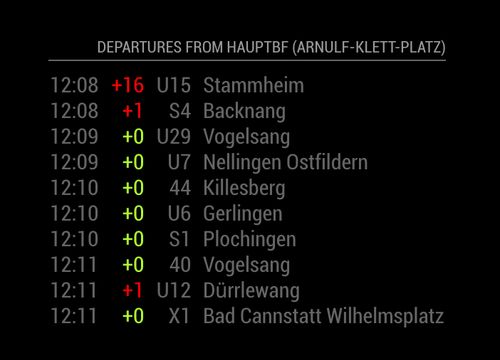 DEPARTURES FROM HAUPTBF (ARNULF-KLETT-PLATZ)
12:08 +16 U15 Stammheim
12:08 +1 S4 Backnang
12:09 +0 U29 Vogelsang
12:09 +0 U7 Nellingen Ostfildern
12:10 +0 44 Killesberg
12:10 +0 U6 Gerlingen
12:10 +0 S1 Plochingen
12:11 +0 40 Vogelsang
12:11 +1 U12 Dürrlewang
12:11 +0 X1 Bad Cannstatt Wilhelmsplatz